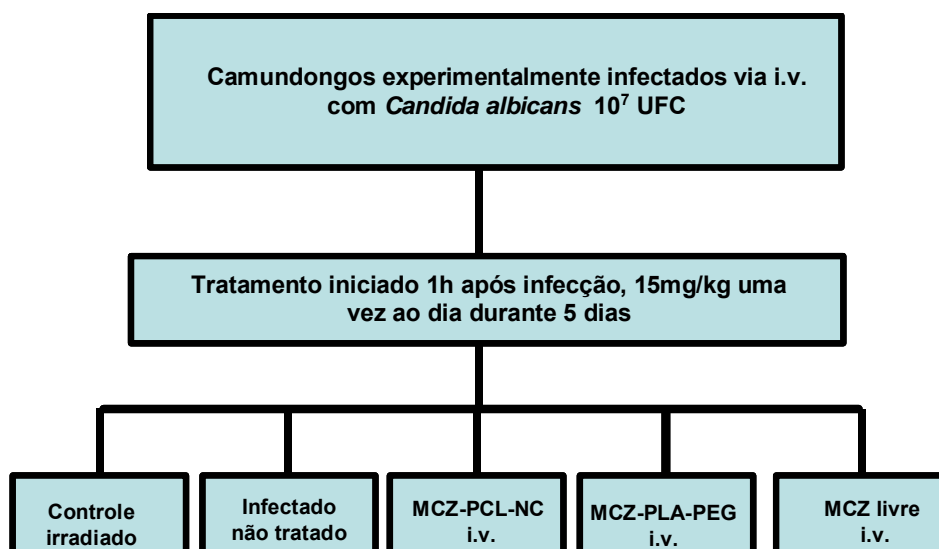 Camundongos experimentalmente infectados via i.v.
com Candida albicans 10⁷ UFC
Tratamento iniciado 1h após infecção, 15mg/kg uma
vez ao dia durante 5 dias
Controle
irradiado
Infectado
não tratado
MCZ-PCL-NC
i.v.
MCZ-PLA-PEG
i.v.
MCZ livre
i.v.